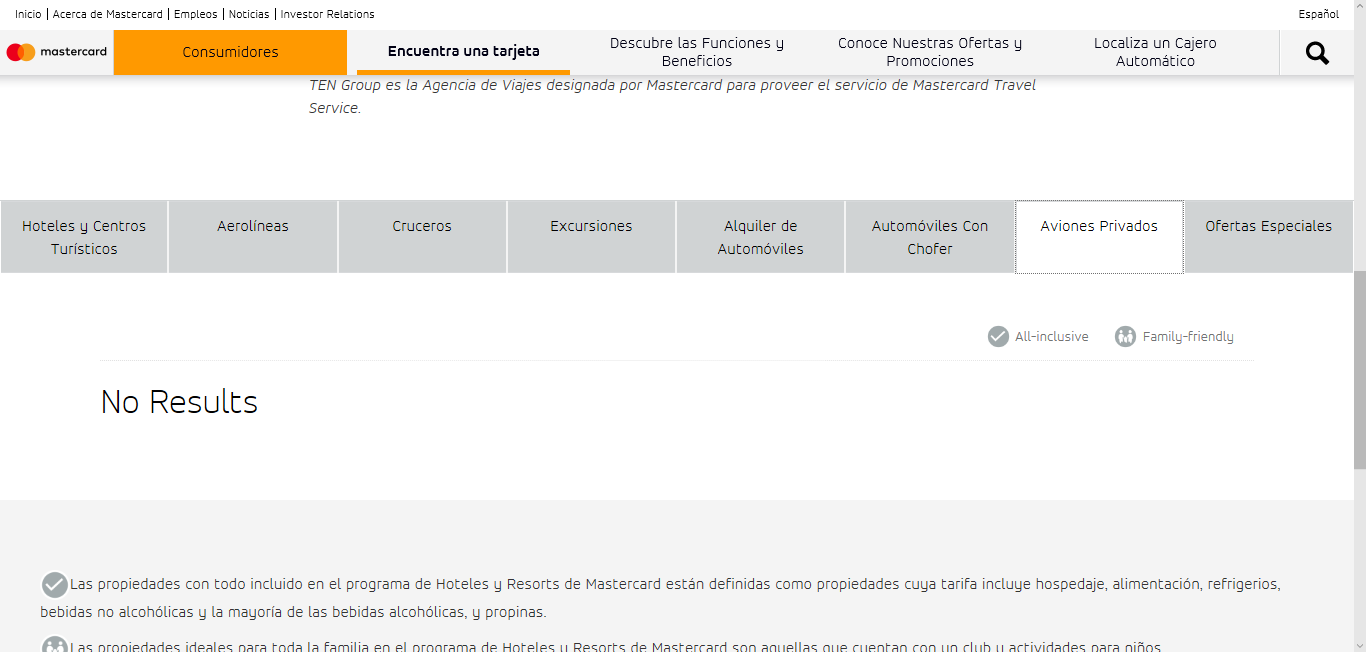 Inicio | Acerca de Mastercard | Empleos | Noticias | Investor Relations
Español
mastercard
Consumidores
Encuentra una tarjeta
Descubre las Funciones y
Beneficios
Conoce Nuestras Ofertas y
Promociones
Localiza un Cajero
Automático
TEN Group es la Agencia de Viajes designada por Mastercard para proveer el servicio de Mastercard Travel
Service.
Hoteles y Centros
Turísticos
Aerolíneas
Cruceros
Excursiones
Alquiler de
Automóviles
Automóviles Con
Chofer
Aviones Privados
Ofertas Especiales
All-inclusive
Family-friendly
No Results
Las propiedades con todo incluido en el programa de Hoteles y Resorts de Mastercard están definidas como propiedades cuya tarifa incluye hospedaje, alimentación, refrigerios,
bebidas no alcohólicas y la mayoría de las bebidas alcohólicas, y propinas.
Las propiedades ideales para toda la familia en el programa de Hoteles y Resorts de Mastercard son aquellas que cuentan con un club y actividades para niños